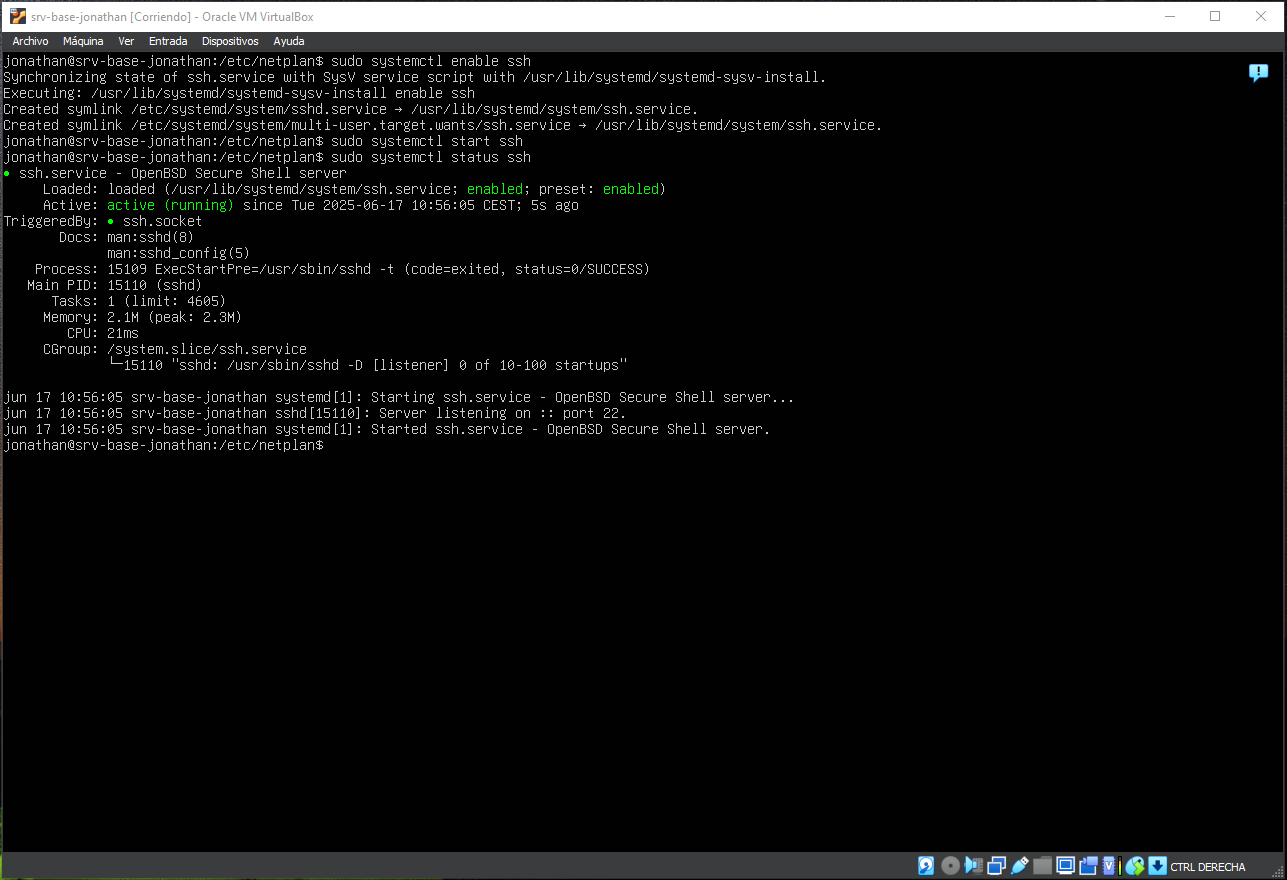 srv-base-jonathan [Corriendo] - Oracle VM VirtualBox
Archivo Máquina Ver Entrada Dispositivos Ayuda
jonathan@srv-base-jonathan:/etc/netplan$ sudo systemctl enable ssh
Synchronizing state of ssh.service with SysV service script with /usr/lib/systemd/systemd-sysv-install.
Executing: /usr/lib/systemd/systemd-sysv-install enable ssh
Created symlink /etc/systemd/system/sshd.service → /usr/lib/systemd/system/ssh.service.
Created symlink /etc/systemd/system/multi-user.target.wants/ssh.service → /usr/lib/systemd/system/ssh.service.
jonathan@srv-base-jonathan:/etc/netplan$ sudo systemctl start ssh
jonathan@srv-base-jonathan:/etc/netplan$ sudo systemctl status ssh
● ssh.service - OpenBSD Secure Shell server
     Loaded: loaded (/usr/lib/systemd/system/ssh.service; enabled; preset: enabled)
     Active: active (running) since Tue 2025-06-17 10:56:05 CEST; 5s ago
TriggeredBy: ● ssh.socket
       Docs: man:sshd(8)
             man:sshd_config(5)
    Process: 15109 ExecStartPre=/usr/sbin/sshd -t (code=exited, status=0/SUCCESS)
   Main PID: 15110 (sshd)
      Tasks: 1 (limit: 4605)
     Memory: 2.1M (peak: 2.3M)
        CPU: 21ms
     CGroup: /system.slice/ssh.service
             └─15110 "sshd: /usr/sbin/sshd -D [listener] 0 of 10-100 startups"
jun 17 10:56:05 srv-base-jonathan systemd[1]: Starting ssh.service - OpenBSD Secure Shell server...
jun 17 10:56:05 srv-base-jonathan sshd[15110]: Server listening on :: port 22.
jun 17 10:56:05 srv-base-jonathan systemd[1]: Started ssh.service - OpenBSD Secure Shell server.
jonathan@srv-base-jonathan:/etc/netplan$
CTRL DERECHA